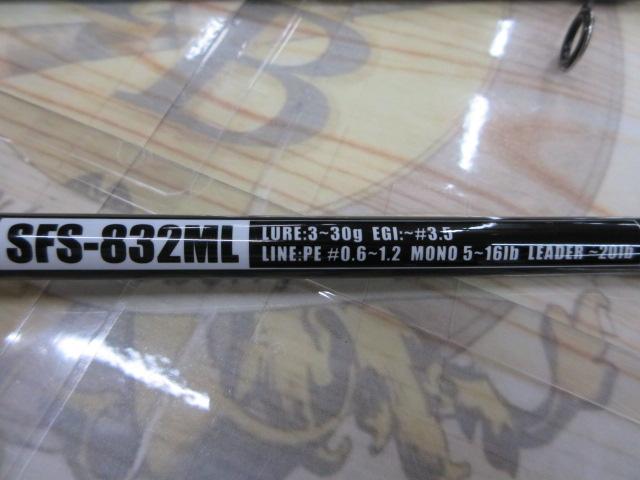 B
SFS-832ML
LURE:3~30g EGI:~#3.5
LINE:PE #0.6~1.2 MONO 5~16lb LEADER ~20lb